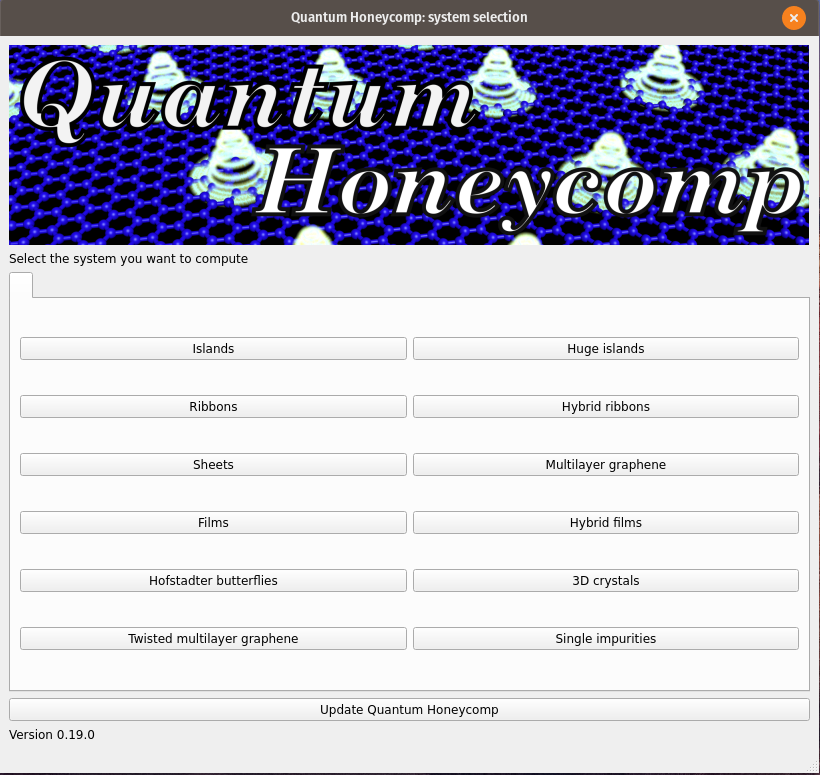 Quantum Honeycomp: system selection
Quantum
Honeycomp
Select the system you want to compute
Islands
Huge islands
Ribbons
Hybrid ribbons
Sheets
Multilayer graphene
Films
Hybrid films
Hofstadter butterflies
3D crystals
Twisted multilayer graphene
Single impurities
Update Quantum Honeycomp
Version 0.19.0